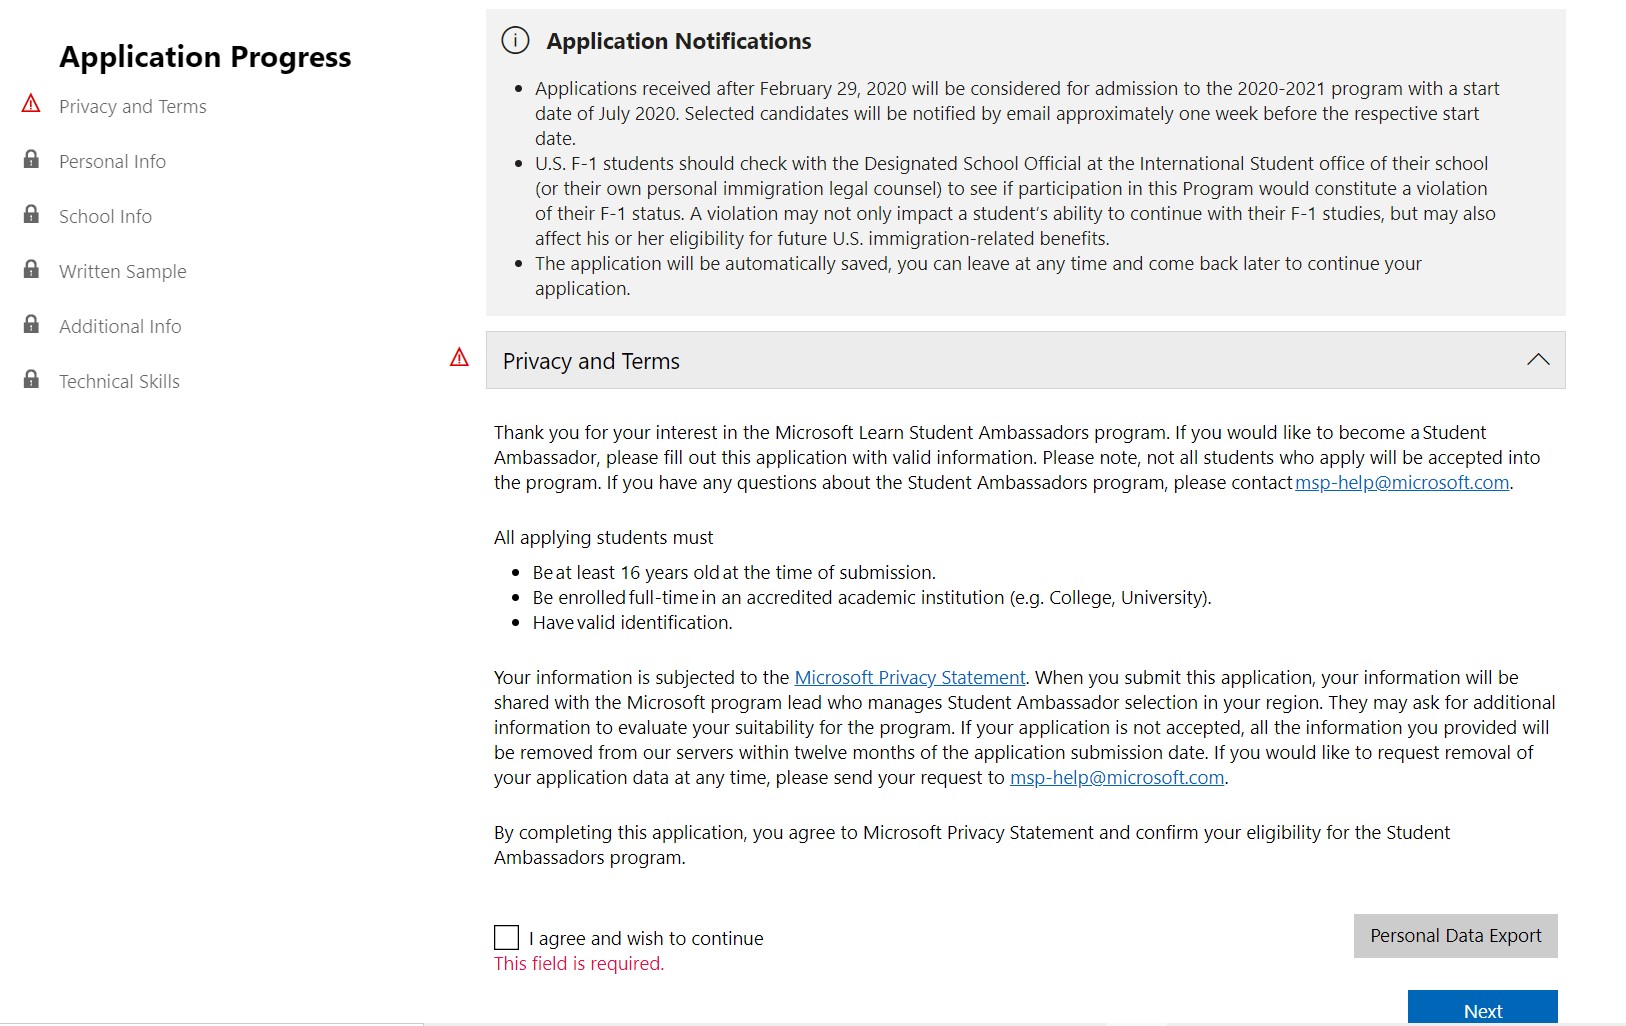 Application Progress
Privacy and Terms
Personal Info
School Info
Written Sample
Additional Info
Technical Skills
Application Notifications
Applications received after February 29, 2020 will be considered for admission to the 2020-2021 program with a start
date of July 2020. Selected candidates will be notified by email approximately one week before the respective start
date.
U.S. F-1 students should check with the Designated School Official at the International Student office of their school
(or their own personal immigration legal counsel) to see if participation in this Program would constitute a violation
of their F-1 status. A violation may not only impact a student's ability to continue with their F-1 studies, but may also
affect his or her eligibility for future U.S. immigration-related benefits.
The application will be automatically saved, you can leave at any time and come back later to continue your
application.
Privacy and Terms
Thank you for your interest in the Microsoft Learn Student Ambassadors program. If you would like to become a Student
Ambassador, please fill out this application with valid information. Please note, not all students who apply will be accepted into
the program. If you have any questions about the Student Ambassadors program, please contact msp-help@microsoft.com.
All applying students must
Be at least 16 years old at the time of submission.
Be enrolled full-time in an accredited academic institution (e.g. College, University).
Have valid identification.
Your information is subjected to the Microsoft Privacy Statement. When you submit this application, your information will be
shared with the Microsoft program lead who manages Student Ambassador selection in your region. They may ask for additional
information to evaluate your suitability for the program. If your application is not accepted, all the information you provided will
be removed from our servers within twelve months of the application submission date. If you would like to request removal of
your application data at any time, please send your request to msp-help@microsoft.com.
By completing this application, you agree to Microsoft Privacy Statement and confirm your eligibility for the Student
Ambassadors program.
I agree and wish to continue
This field is required.
Personal Data Export
Next